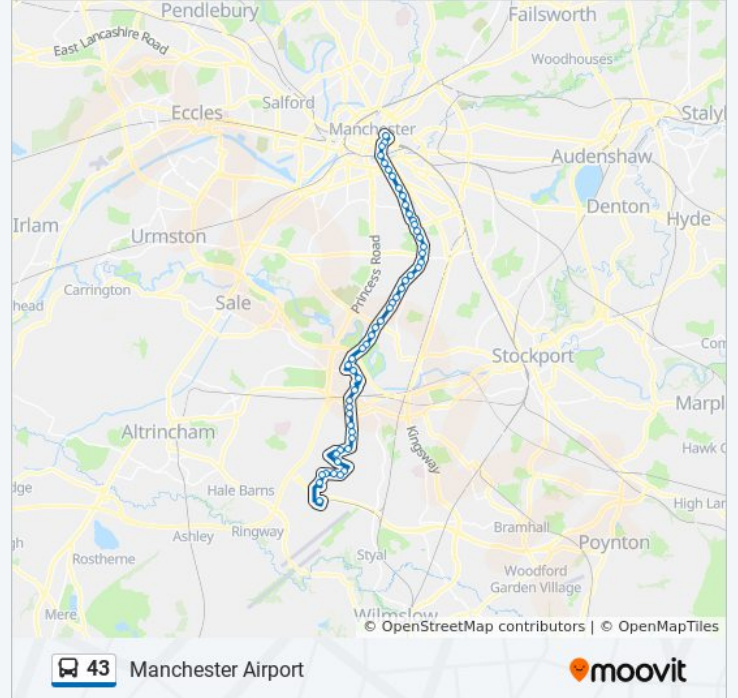 Pendlebury
Failsworth
East Lancashire Road
Woodhouses
Salford
Eccles
Stalyl
Manchester
Audenshaw
Denton
Hyde
Irlam
Urmston
Princess Road
Carrington
head
Sale
Com
Stockport
Marpl
Altrincham
Kingsway
Hawk G
dge
Hale Barns
High Lan
Ringway
Bramhall
Ashley
gh
Styal
Poynton
Rostherne
Woodford
Garden Village
Mere
Wilmslow
© OpenStreetMap contributors | © OpenMapTiles
43 Manchester Airport
moovit